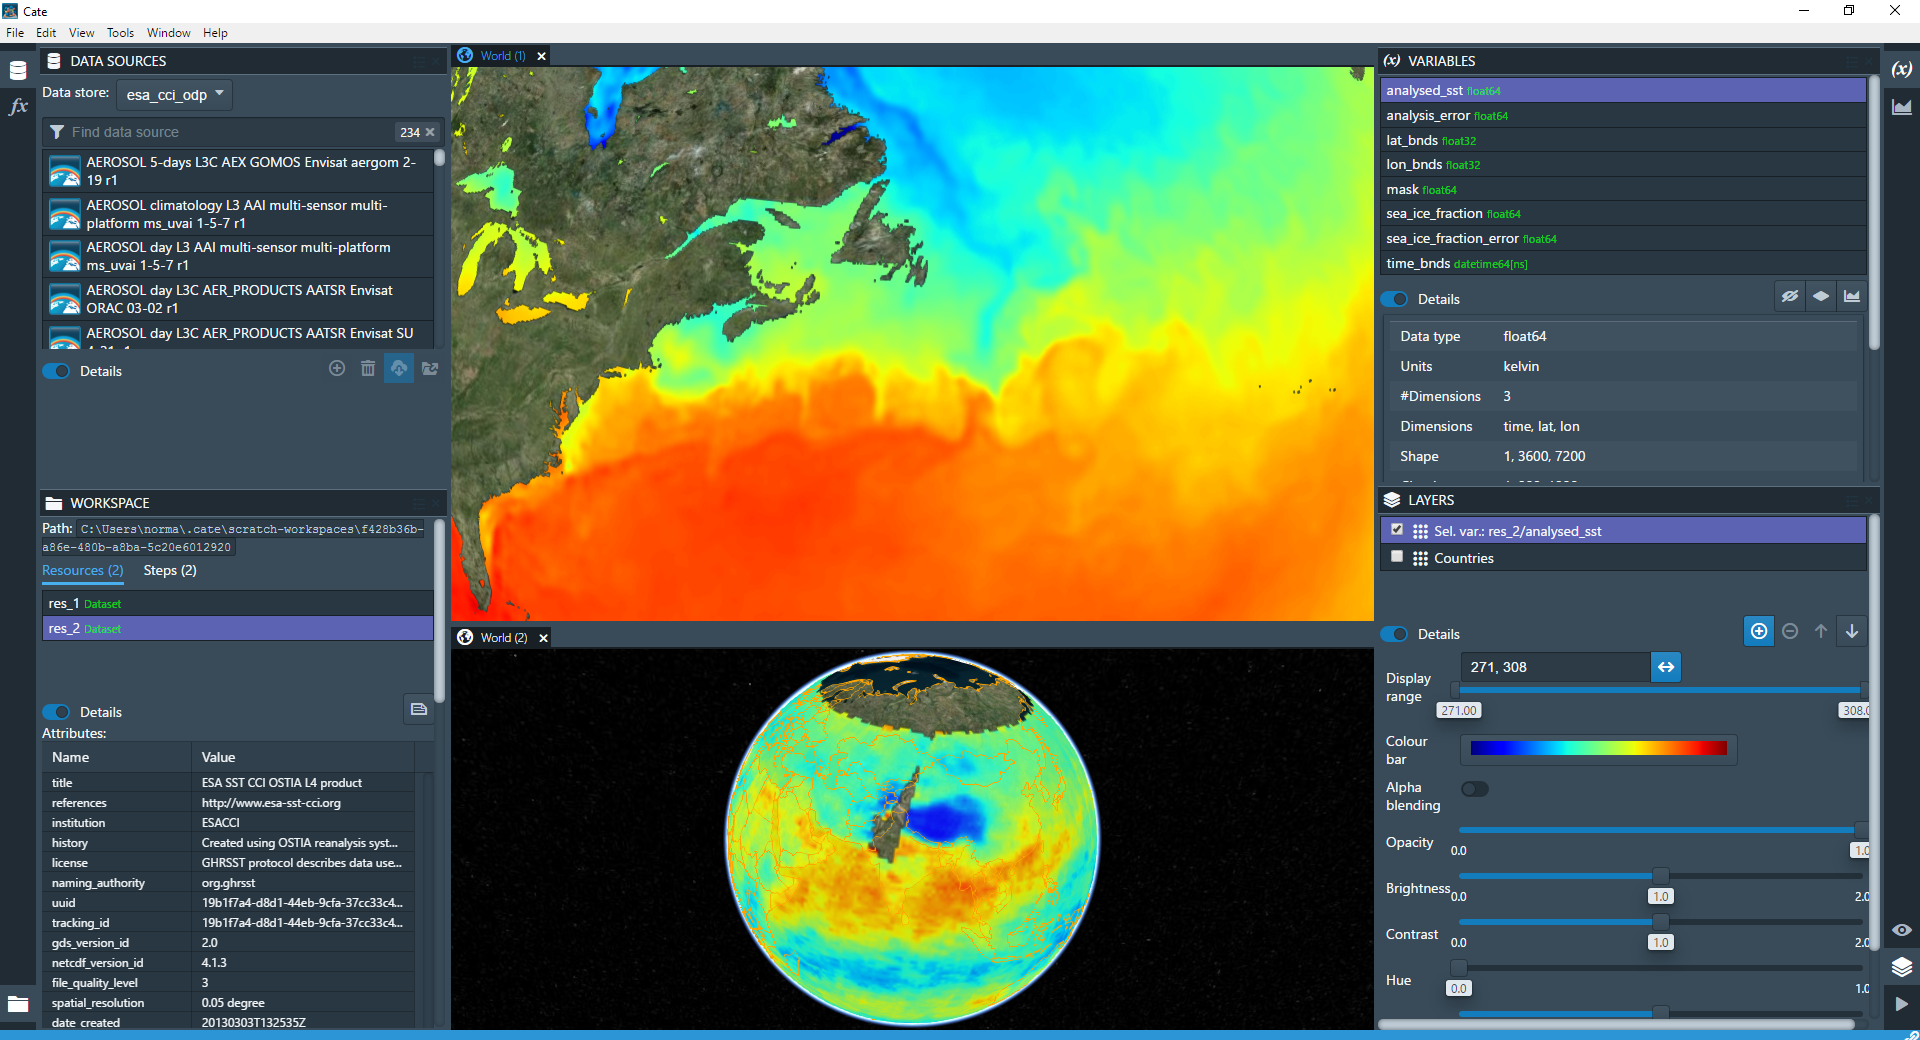 Cate
File Edit View Tools Window Help
DATA SOURCES
Data store: esa_cci_odp
Find data source 234
AEROSOL 5-days L3C AEX GOMOS Envisat aergom 2-
19 r1
AEROSOL climatology L3 AAI multi-sensor multi-
platform ms_uvai 1-5-7 r1
AEROSOL day L3 AAI multi-sensor multi-platform
ms_uvai 1-5-7 r1
AEROSOL day L3C AER_PRODUCTS AATSR Envisat
ORAC 03-02 r1
AEROSOL day L3C AER_PRODUCTS AATSR Envisat SU
Details
WORKSPACE
Path: C:\Users\norma\.cate\scratch-workspaces\f428b36b-
a86e-480b-a8ba-5c20e6012920
Resources (2) Steps (2)
res_1 Dataset
res_2 Dataset
Details
Attributes:
Name Value
title ESA SST CCI OSTIA L4 product
references http://www.esa-sst-cci.org
institution ESACCI
history Created using OSTIA reanalysis syst...
license GHRSST protocol describes data use...
naming_authority org.ghrsst
uuid 19b1f7a4-d8d1-44eb-9cfa-37cc33c4...
tracking_id 19b1f7a4-d8d1-44eb-9cfa-37cc33c4...
gds_version_id 2.0
netcdf_version_id 4.1.3
file_quality_level 3
spatial_resolution 0.05 degree
date_created 20130303T132535Z
World (1)
World (2)
(x) VARIABLES
analysed_sst float64
analysis_error float64
lat_bnds float32
lon_bnds float32
mask float64
sea_ice_fraction float64
sea_ice_fraction_error float64
time_bnds datetime64[ns]
Details
Data type float64
Units kelvin
#Dimensions 3
Dimensions time, lat, lon
Shape 1, 3600, 7200
LAYERS
Sel. var.: res_2/analysed_sst
Countries
Details
Display
range
271, 308
271.00 308.0
Colour
bar
Alpha
blending
Opacity 0.0 1.0
Brightness 0.0 1.0 2.0
Contrast 0.0 1.0 2.0
Hue 0.0 1.0
fx
(x)